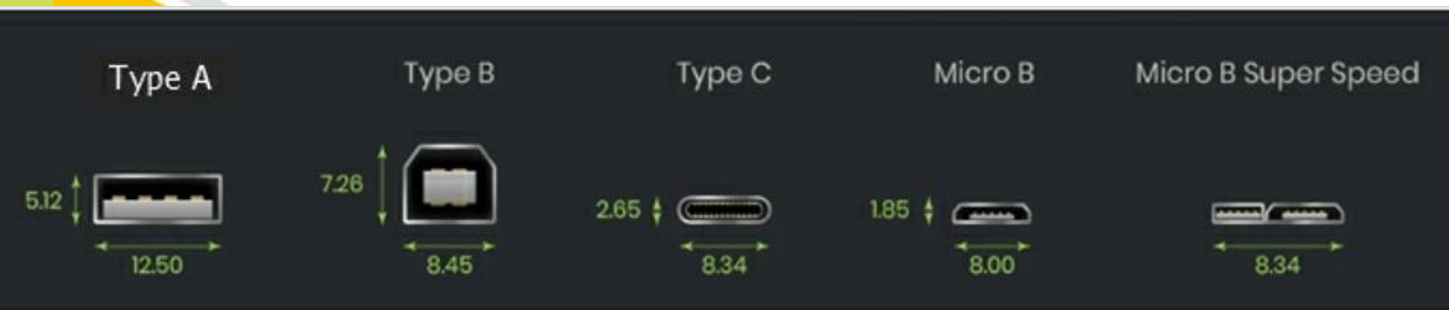 Type A
Type B
Type C
Micro B
Micro B Super Speed
5.12
12.50
7.26
8.45
2.65
8.34
1.85
8.00
8.34